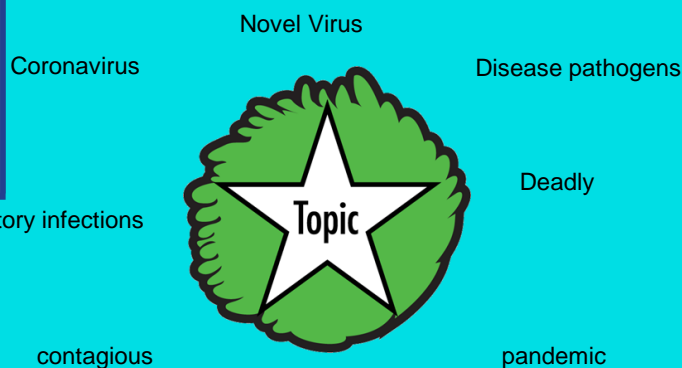 Novel Virus
Coronavirus
Disease pathogens
Deadly
tory infections
Topic
contagious
pandemic